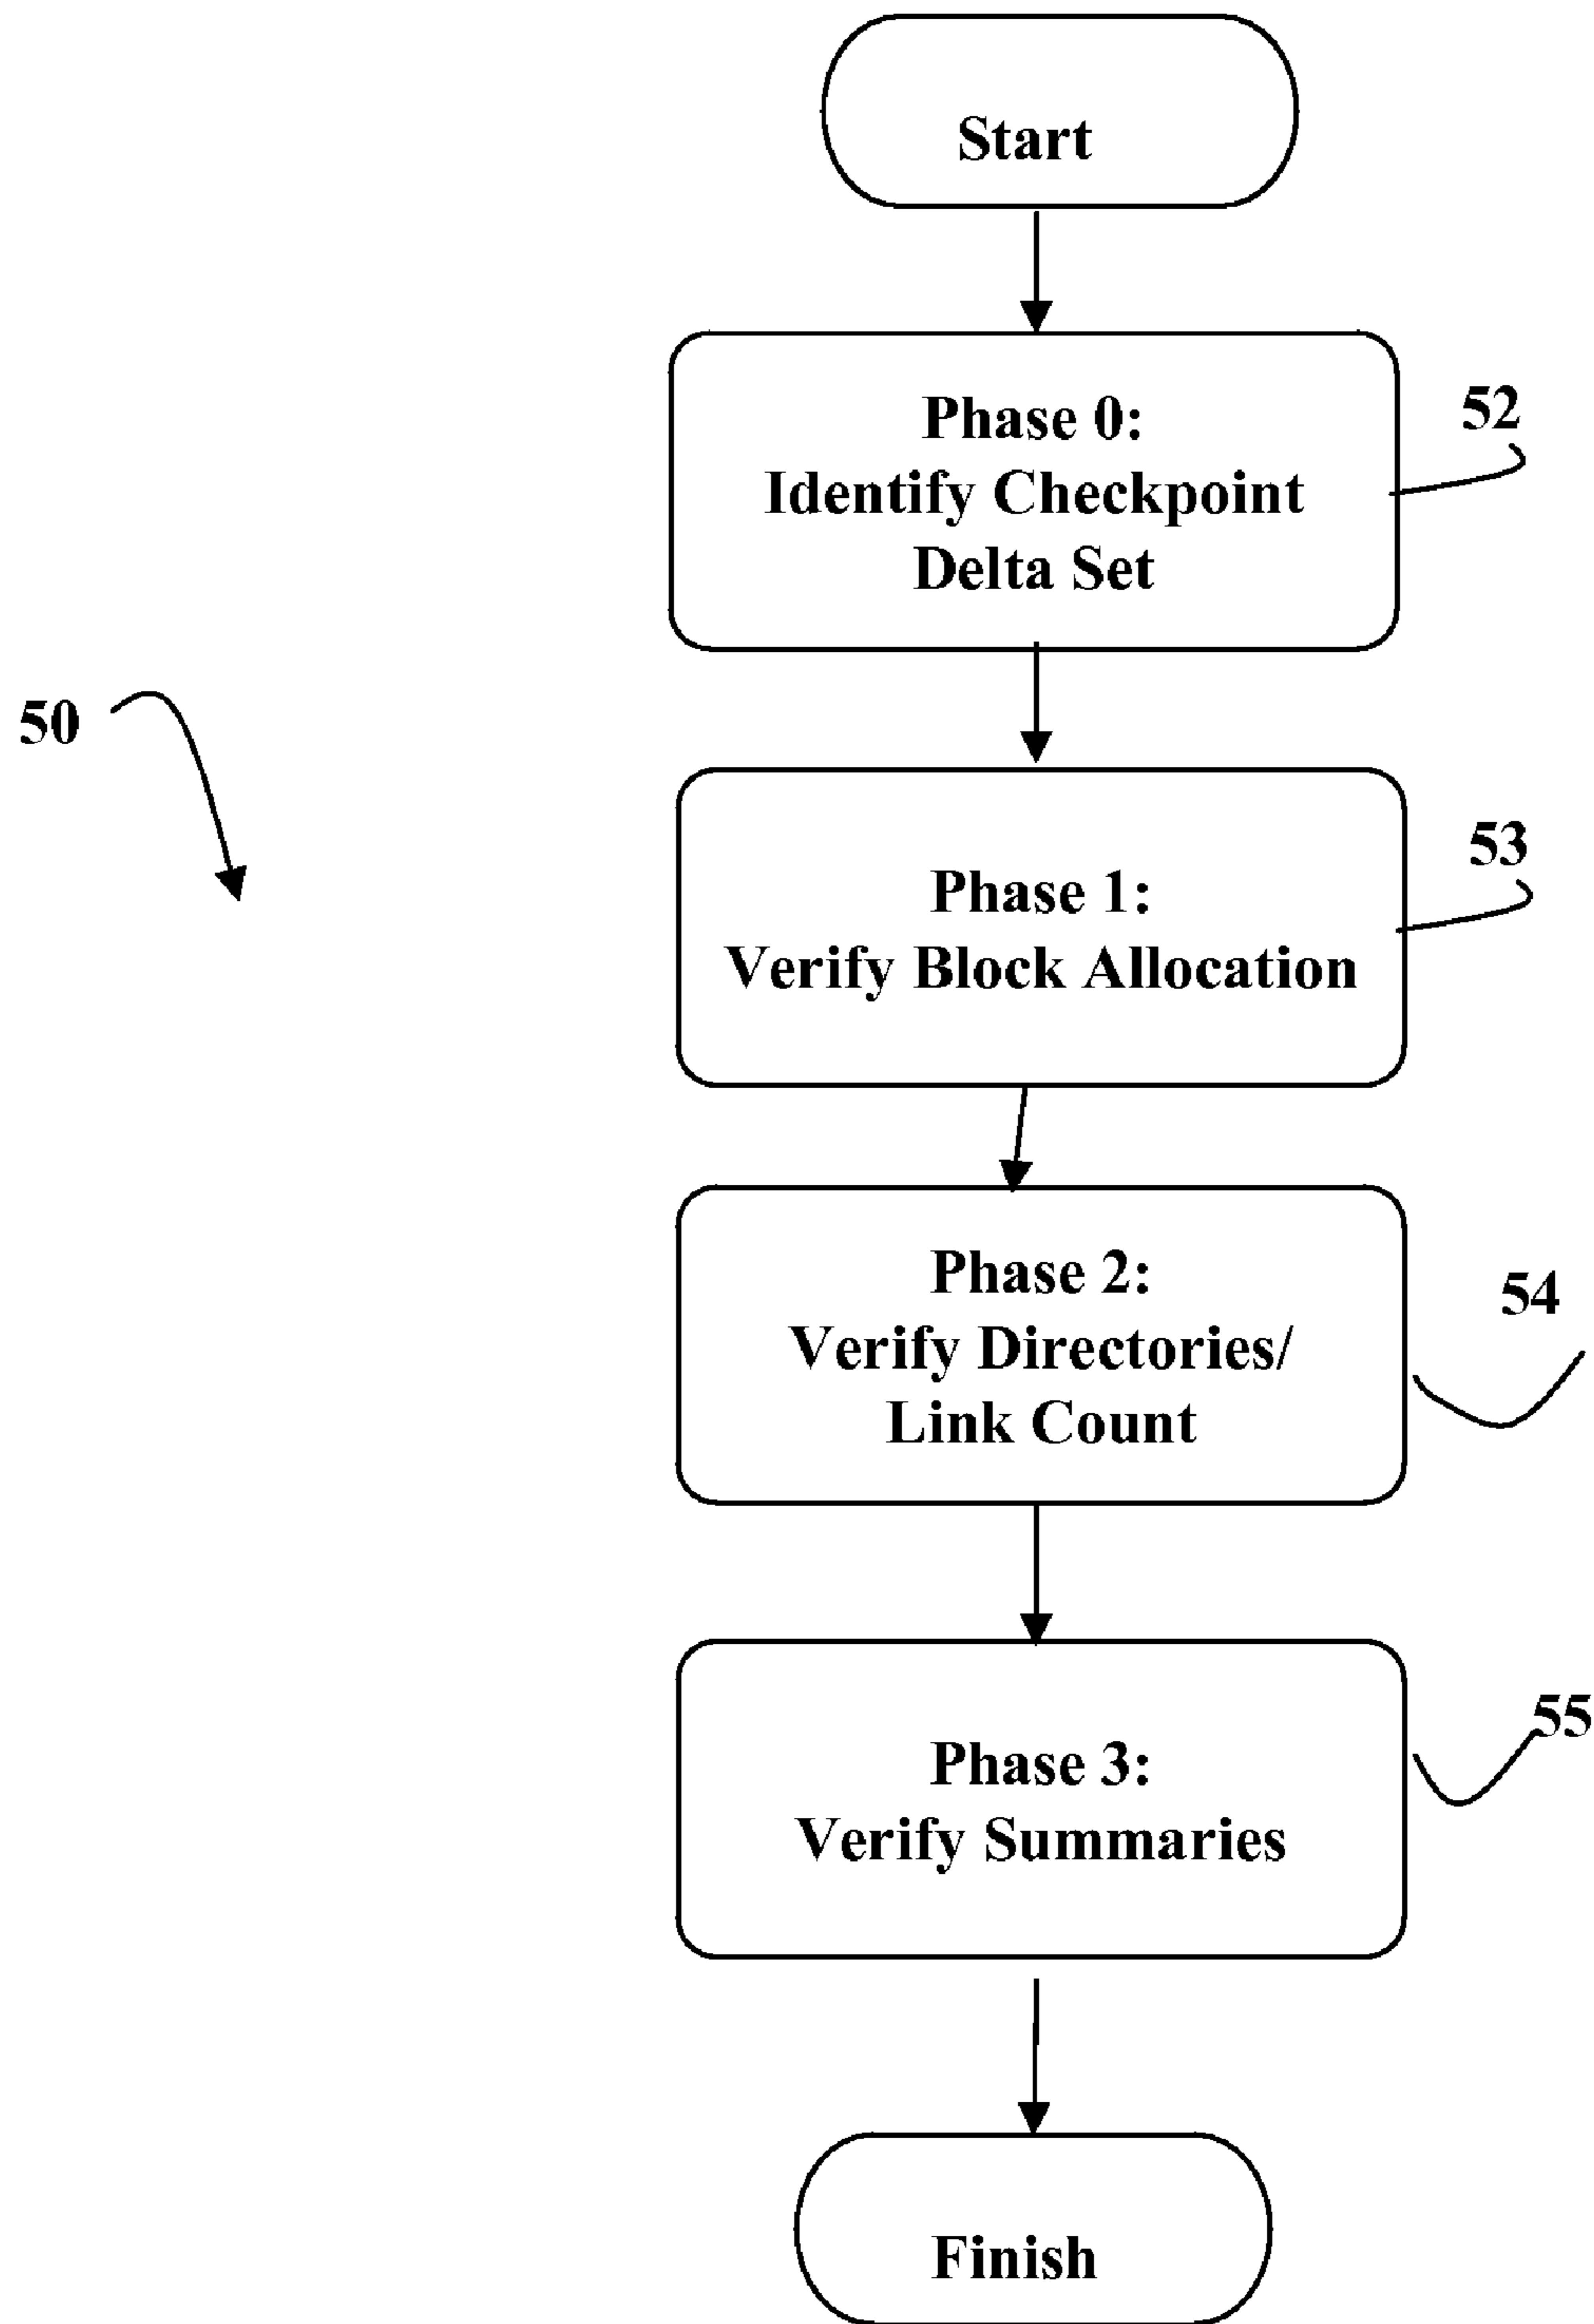 Start
Phase 0:
Identify Checkpoint
Delta Set
52
50
Phase 1:
Verify Block Allocation
53
Phase 2:
Verify Directories/
Link Count
54
Phase 3:
Verify Summaries
55
Finish